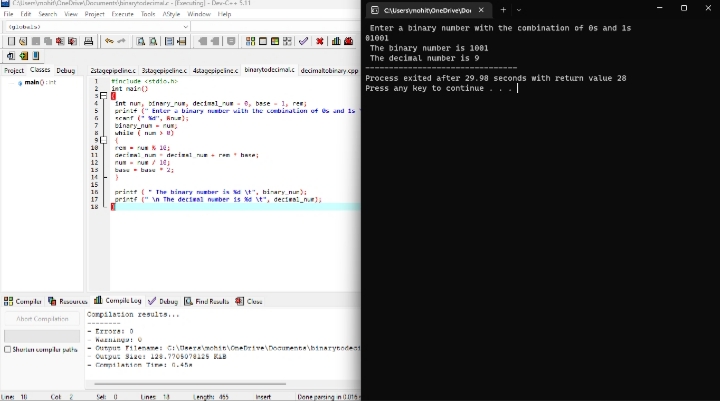 C:\Users\mohit\OneDrive\Documents\binarytodecimal.c - [Executing] - Dev-C++ 5.11
File Edit Search View Project Execute Tools AStyle Window Help
(globals)
Project Classes Debug
main() : int
2stagepipeline.c 3stagepipeline.c 4stagepipeline.c binarytodecimal.c decimaltobinary.cpp
1 #include <stdio.h>
2 int main()
3 {
4 int num, binary_num, decimal_num = 0, base = 1, rem;
5 printf (" Enter a binary number with the combination of 0s and 1s
6 scanf (" %d", &num);
7 binary_num = num;
8 while ( num > 0)
9 {
10 rem = num % 10;
11 decimal_num = decimal_num + rem * base;
12 num = num / 10;
13 base = base * 2;
14 }
15
16 printf ( " The binary number is %d \t", binary_num);
17 printf (" \n The decimal number is %d \t", decimal_num);
18 }
Compiler Resources Compile Log Debug Find Results Close
Abort Compilation
Shorten compiler paths
Compilation results...
--------
- Errors: 0
- Warnings: 0
- Output Filename: C:\Users\mohit\OneDrive\Documents\binarytodeci
- Output Size: 128.7705078125 KiB
- Compilation Time: 0.45s
Line: 18 Col: 2 Sel: 0 Lines: 18 Length: 465 Insert Done parsing in 0.016 s
C:\Users\mohit\OneDrive\Do
Enter a binary number with the combination of 0s and 1s
01001
The binary number is 1001
The decimal number is 9
--------------------------------
Process exited after 29.98 seconds with return value 28
Press any key to continue . . .